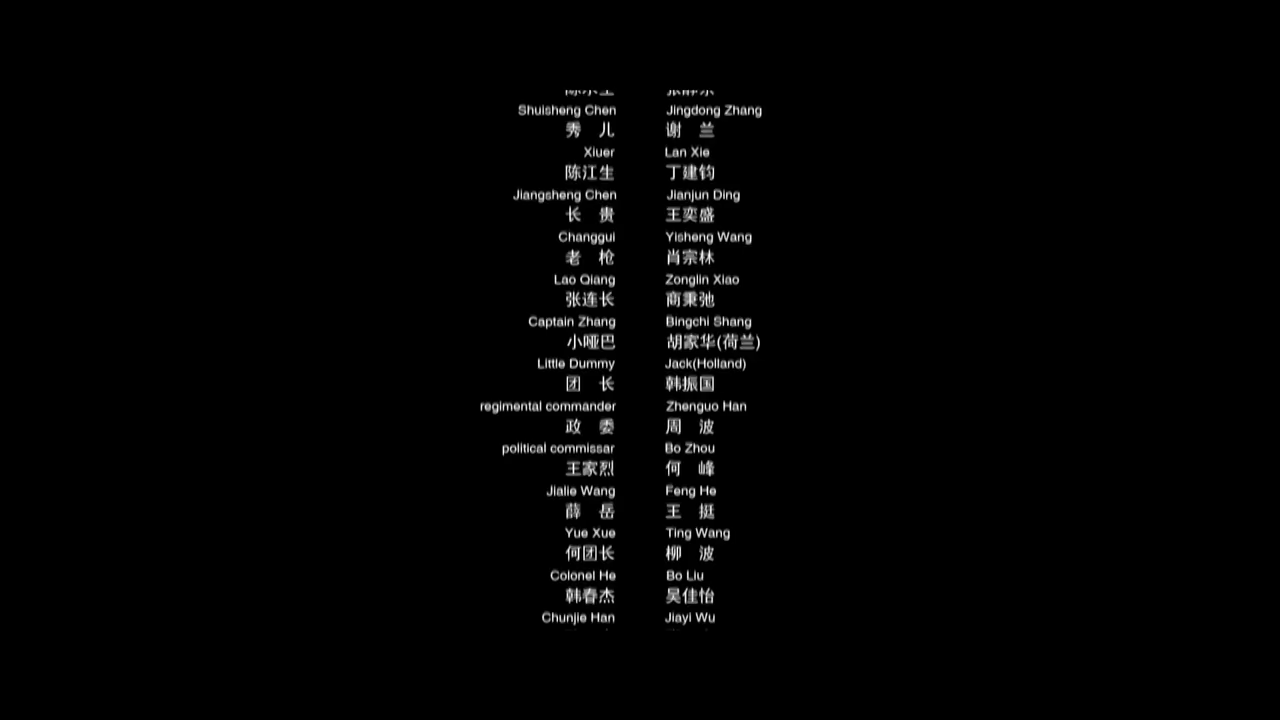 Shuisheng Chen Jingdong Zhang
秀 儿 谢 兰
Xiuer Lan Xie
陈江生 丁建钧
Jiangsheng Chen Jianjun Ding
长 贵 王奕盛
Changgui Yisheng Wang
老 枪 肖宗林
Lao Qiang Zonglin Xiao
张连长 商秉弛
Captain Zhang Bingchi Shang
小哑巴 胡家华(荷兰)
Little Dummy Jack(Holland)
团 长 韩振国
regimental commander Zhenguo Han
政 委 周 波
political commissar Bo Zhou
王家烈 何 峰
Jialie Wang Feng He
薛 岳 王 挺
Yue Xue Ting Wang
何团长 柳 波
Colonel He Bo Liu
韩春杰 吴佳怡
Chunjie Han Jiayi Wu